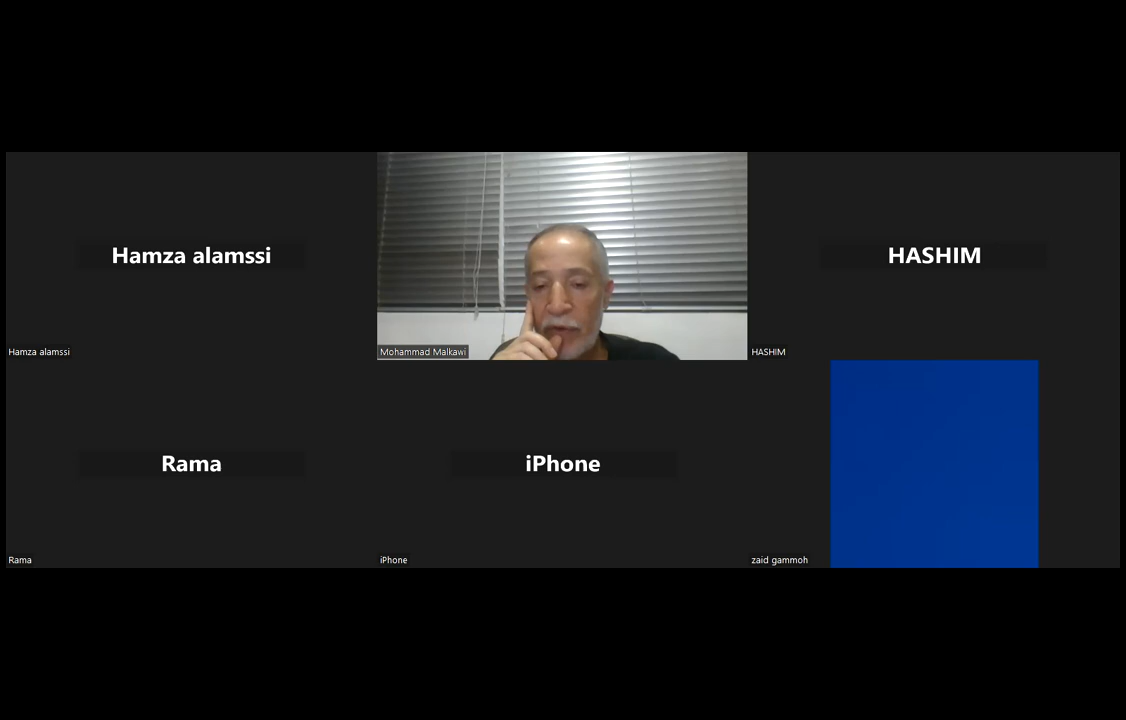 Hamza alamssi
HASHIM
Hamza alamssi
Mohammad Malkawi
HASHIM
Rama
iPhone
Rama
iPhone
zaid gammoh